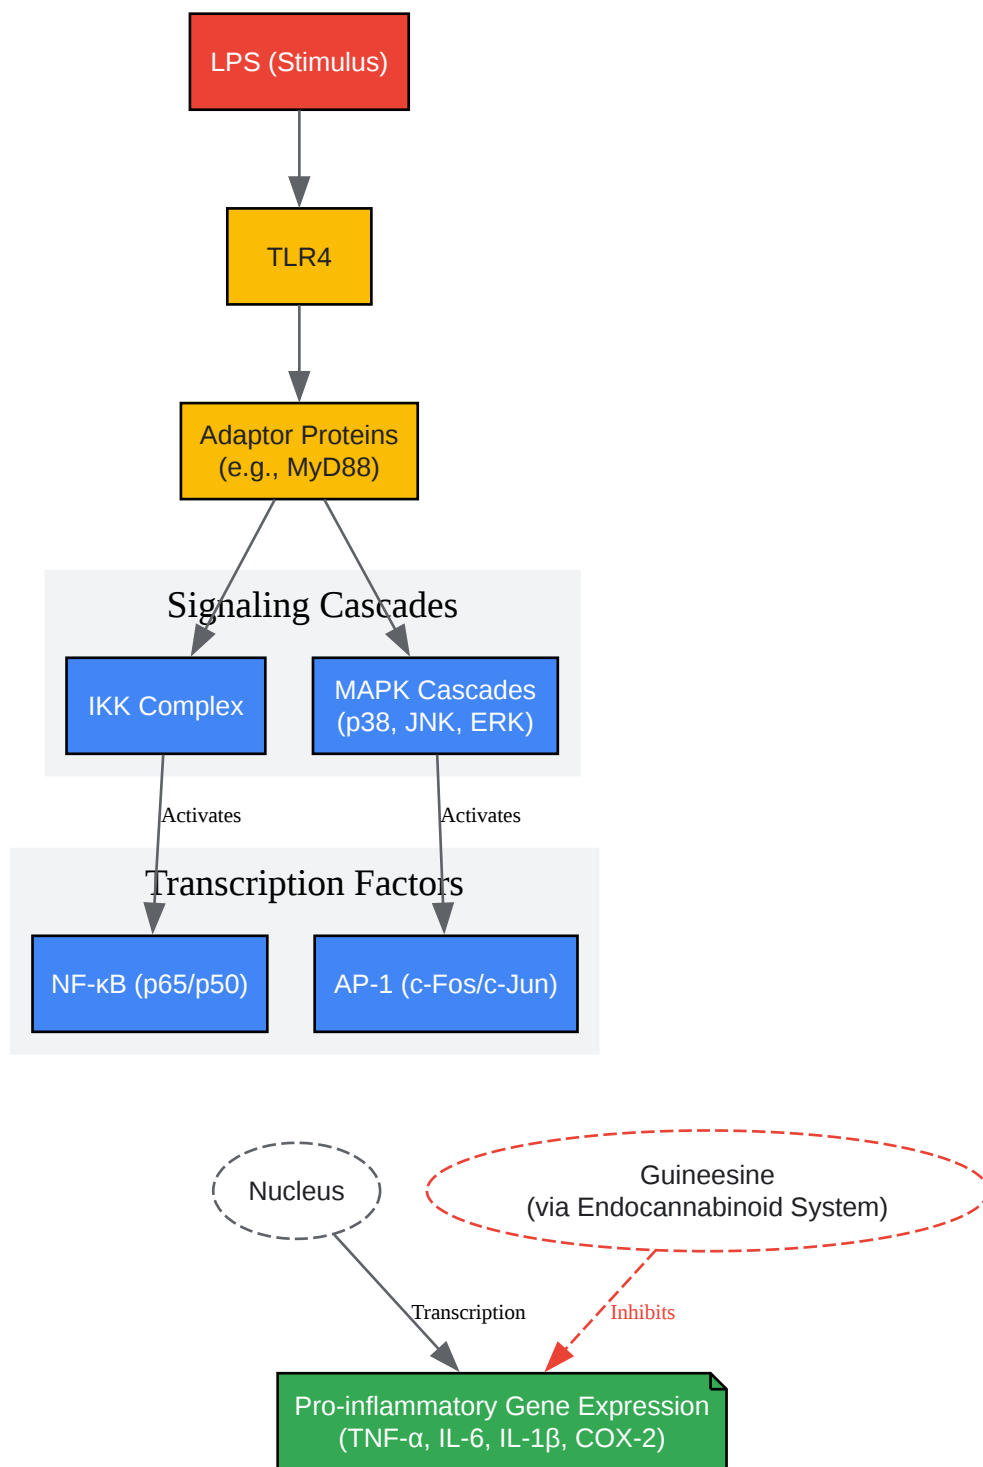 LPS (Stimulus)
TLR4
Adaptor Proteins
(e.g., MyD88)
Signaling Cascades
IKK Complex
MAPK Cascades
(p38, JNK, ERK)
Activates
Activates
Transcription Factors
NF-κB (p65/p50)
AP-1 (c-Fos/c-Jun)
Nucleus
Guineesine
(via Endocannabinoid System)
Transcription
Inhibits
Pro-inflammatory Gene Expression
(TNF-α, IL-6, IL-1β, COX-2)